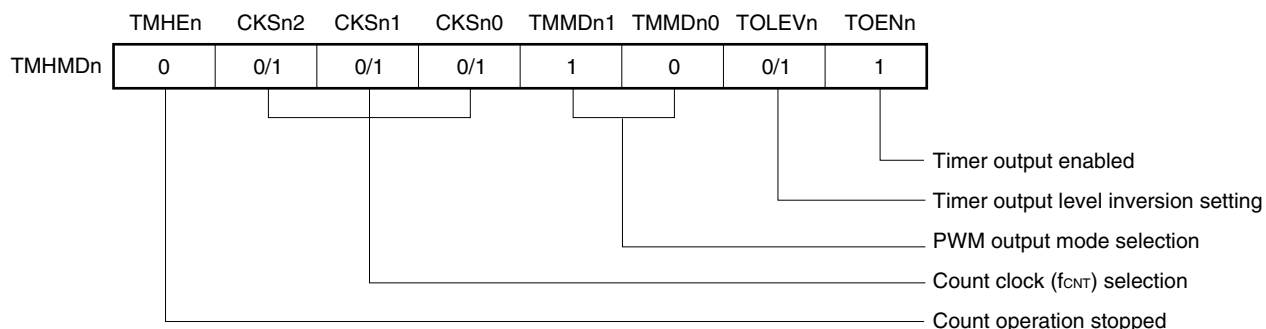 TMHEn CKSn2 CKSn1 CKSn0 TMMDn1 TMMDn0 TOLEVn TOENn
TMHMDn 0 0/1 0/1 0/1 1 0 0/1 1
Timer output enabled
Timer output level inversion setting
PWM output mode selection
Count clock (fCNT) selection
Count operation stopped